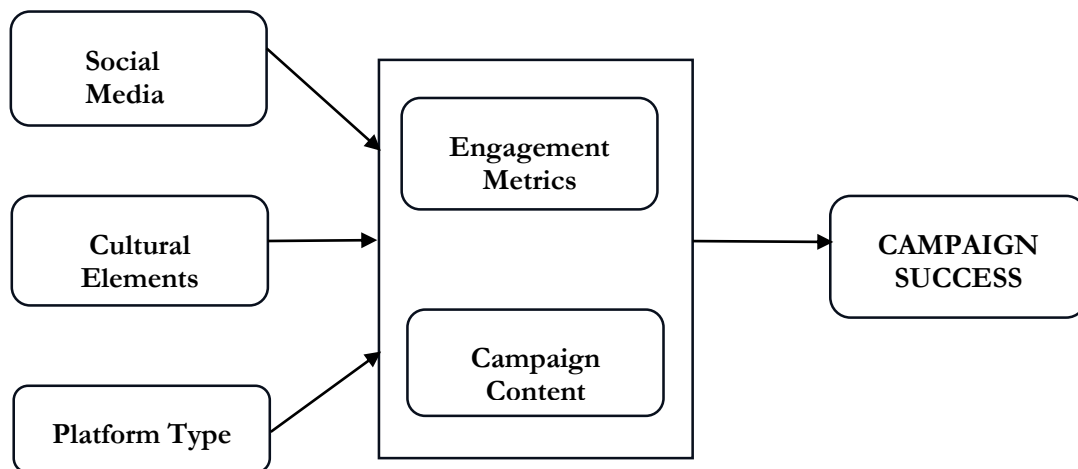 Social
Media
Cultural
Elements
Platform Type
Engagement
Metrics
Campaign
Content
CAMPAIGN
SUCCESS